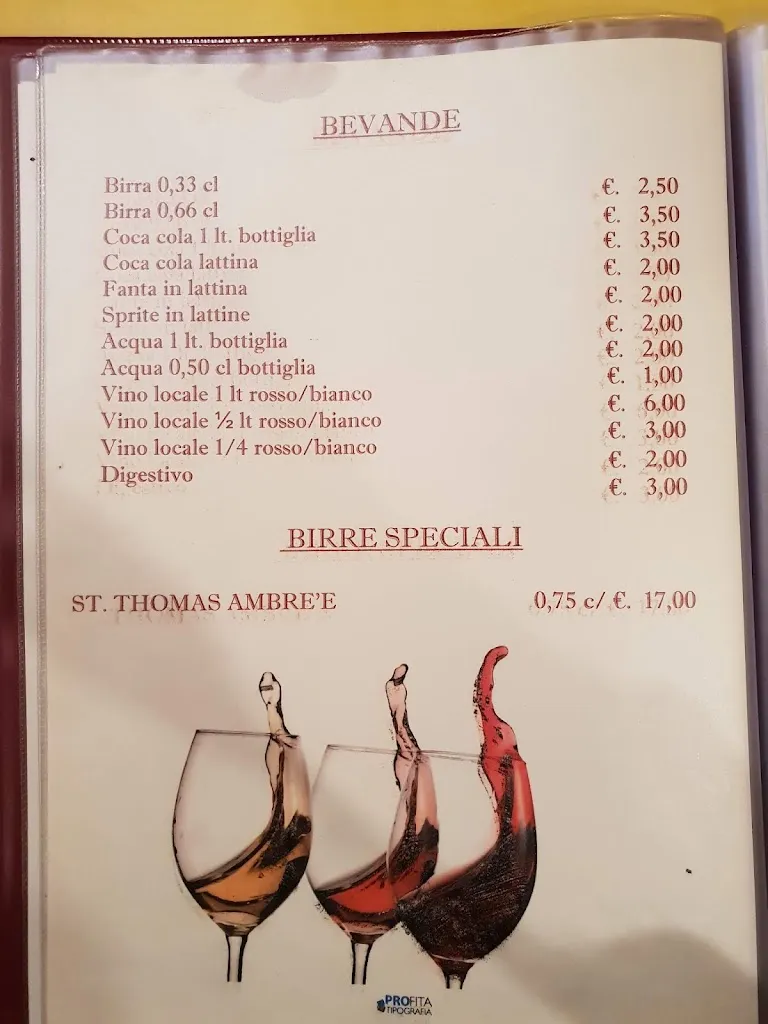 BEVANDE
Birra 0,33 cl €. 2,50
Birra 0,66 cl €. 3,50
Coca cola 1 lt. bottiglia €. 3,50
Coca cola lattina €. 2,00
Fanta in lattina €. 2,00
Sprite in lattine €. 2,00
Acqua 1 lt. bottiglia €. 2,00
Acqua 0,50 cl bottiglia €. 1,00
Vino locale 1 lt rosso/bianco €. 6,00
Vino locale ½ lt rosso/bianco €. 3,00
Vino locale 1/4 rosso/bianco €. 2,00
Digestivo €. 3,00
BIRRE SPECIALI
ST. THOMAS AMBRE'E 0,75 c/ €. 17,00
PROFITA
TIPOGRAFIA